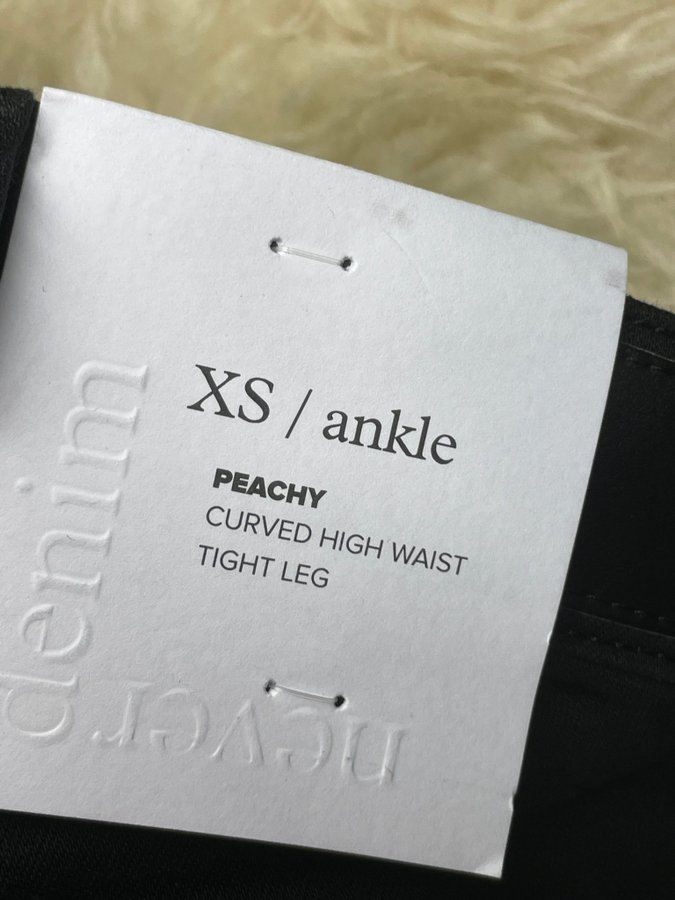 XS / ankle
PEACHY
CURVED HIGH WAIST
TIGHT LEG
denim
never